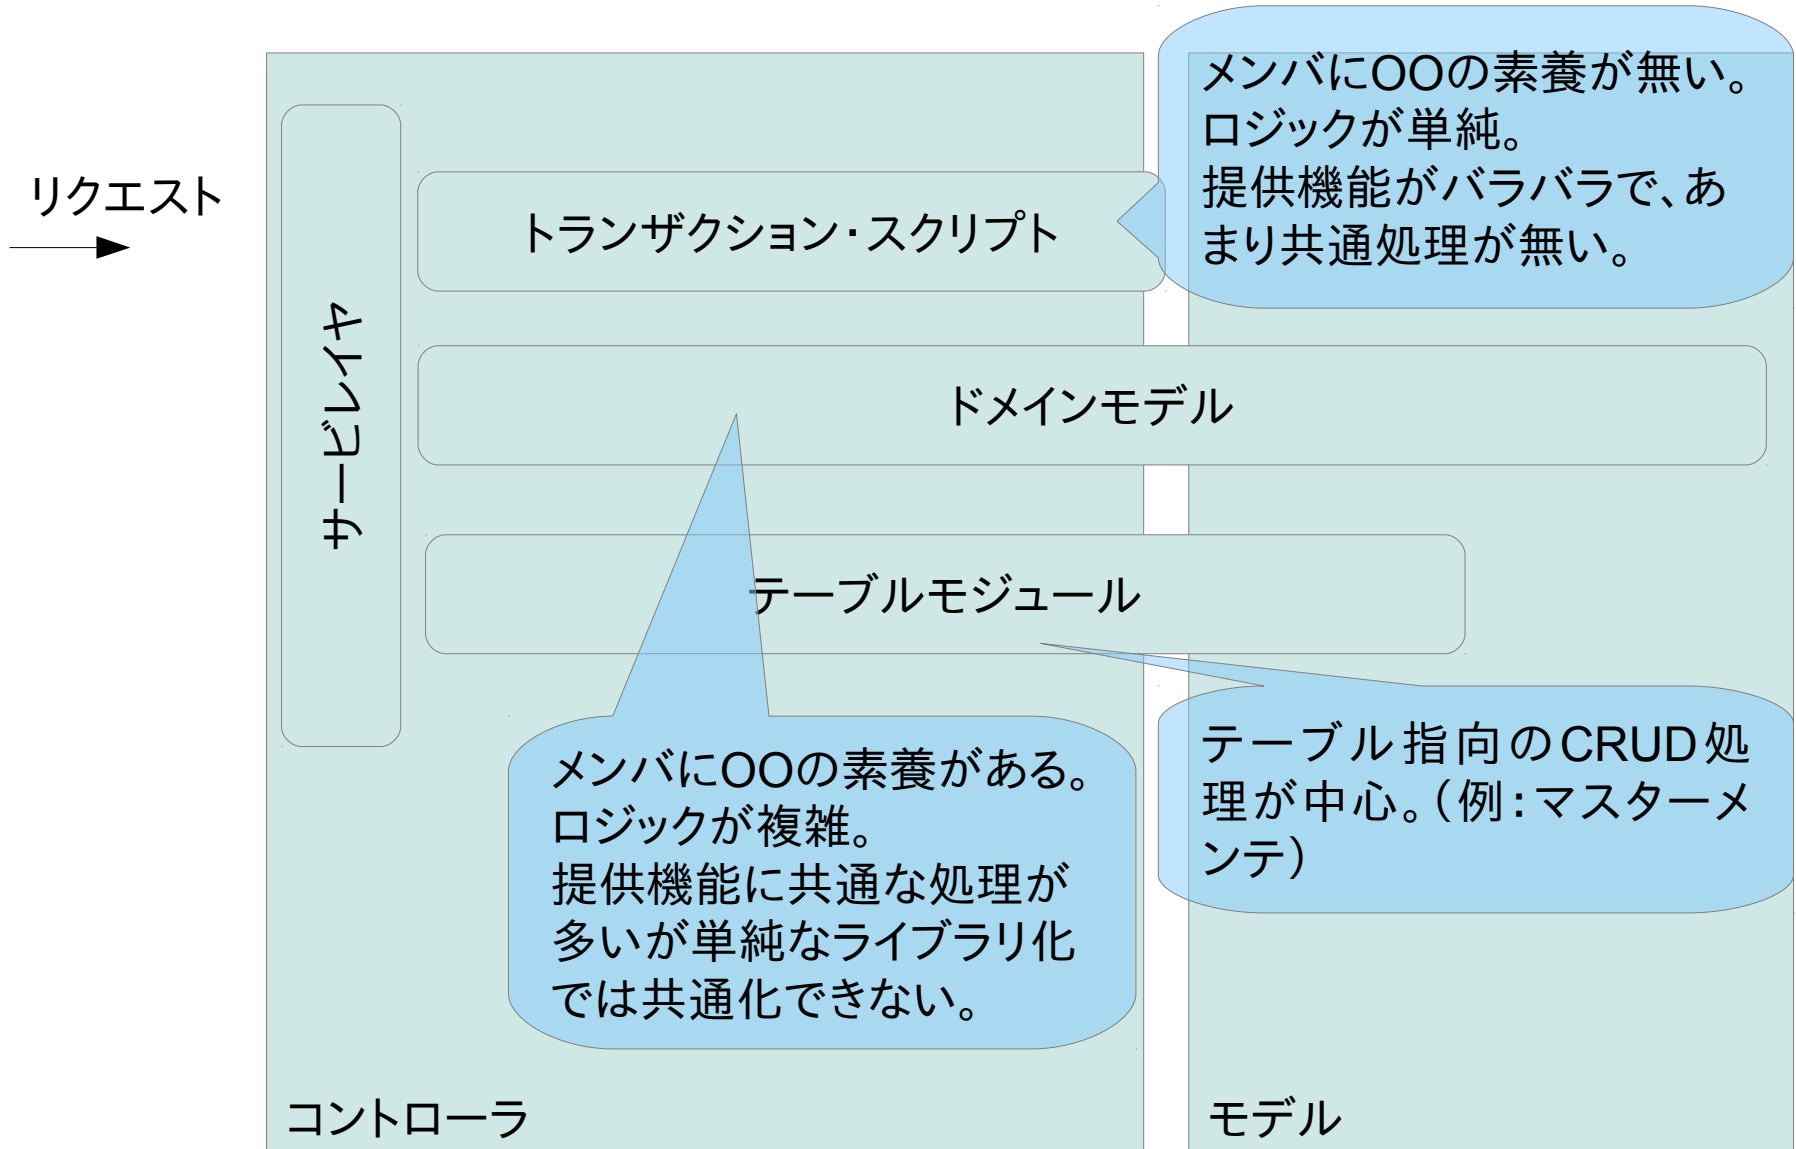 メンバにOOの素養が無い。
ロジックが単純。
提供機能がバラバラで、あ
まり共通処理が無い。
リクエスト
トランザクション・スクリプト
サービレイヤ
ドメインモデル
テーブルモジュール
テーブル指向のCRUD処
理が中心。(例:マスターメ
ンテ)
メンバにOOの素養がある。
ロジックが複雑。
提供機能に共通な処理が
多いが単純なライブラリ化
では共通化できない。
コントローラ
モデル